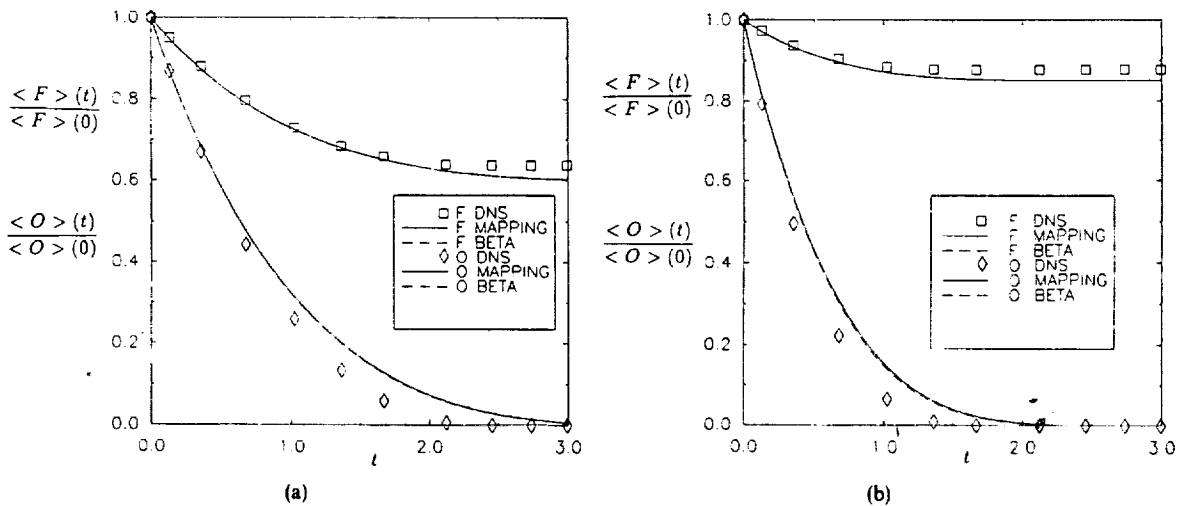 1.0
0.8
0.6
0.4
0.2
0.0
< F >(t)
< F >(0)
< O >(t)
< O >(0)
F DNS
F MAPPING
F BETA
O DNS
O MAPPING
O BETA
0.0
1.0
2.0
3.0
t
(a)
1.0
0.8
0.6
0.4
0.2
0.0
< F >(t)
< F >(0)
< O >(t)
< O >(0)
F DNS
F MAPPING
F BETA
O DNS
O MAPPING
O BETA
0.0
1.0
2.0
3.0
t
(b)